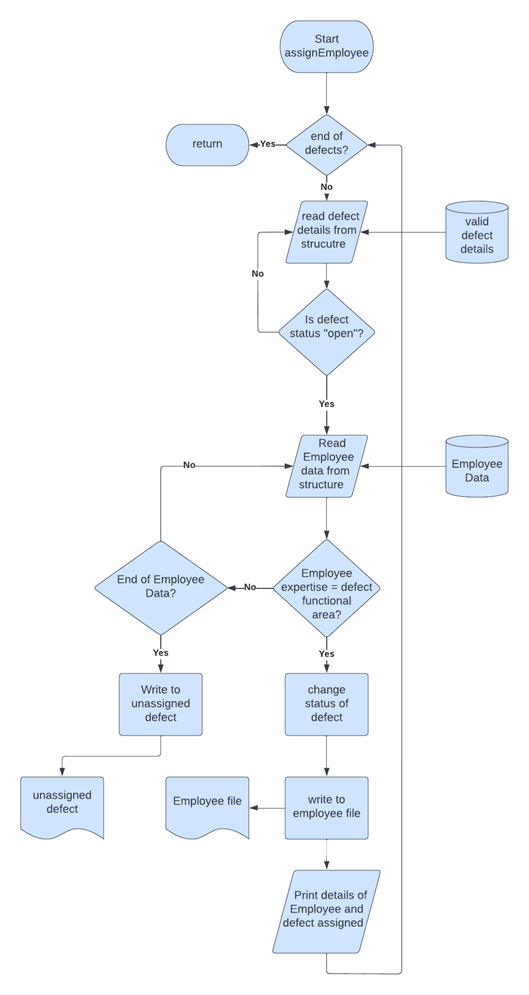 Start
assignEmployee
return
Yes
end of
defects?
No
read defect
details from
strucutre
valid
defect
details
No
Is defect
status "open"?
Yes
Read
Employee
data from
structure
Employee
Data
No
End of Employee
Data?
No
Employee
expertise = defect
functional
area?
Yes
Yes
Write to
unassigned
defect
change
status of
defect
unassigned
defect
Employee file
write to
employee file
Print details of
Employee and
defect assigned